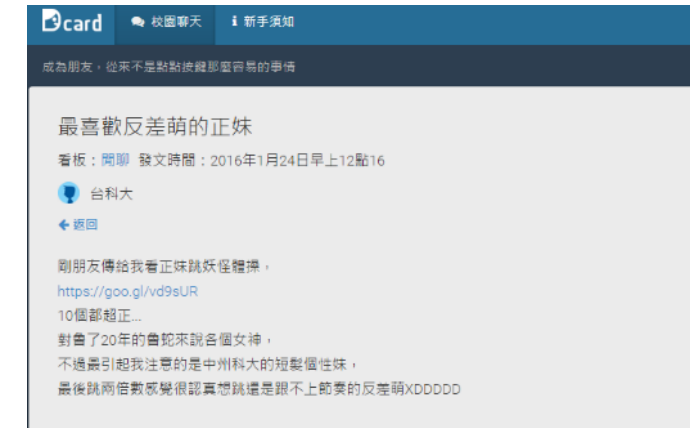 Dcard 校園聊天 新手須知
成為朋友,從來不是點點按鍵那麼容易的事情
最喜歡反差萌的正妹
看板:閒聊 發文時間:2016年1月24日早上12點16
台科大
返回
剛朋友傳給我看正妹跳妖怪體操,
https://goo.gl/vd9sUR
10個都超正...
對魯了20年的魯蛇來說各個女神,
不過最引起我注意的是中州科大的短髮個性妹,
最後跳兩倍數感覺很認真想跳還是跟不上節奏的反差萌XDDDDD